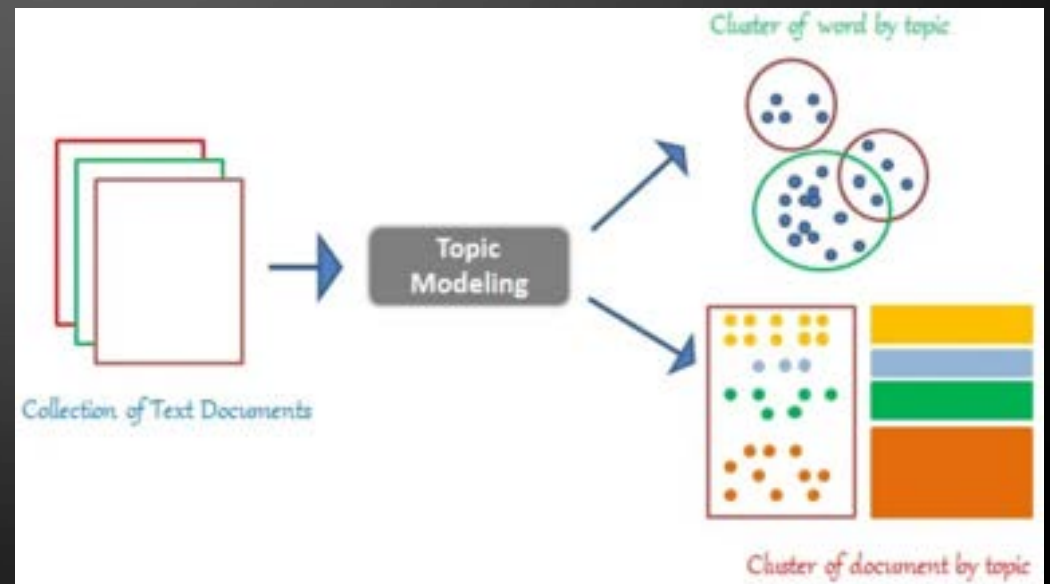 Cluster of word by topic
Topic
Modeling
Collection of Text Documents
Cluster of document by topic